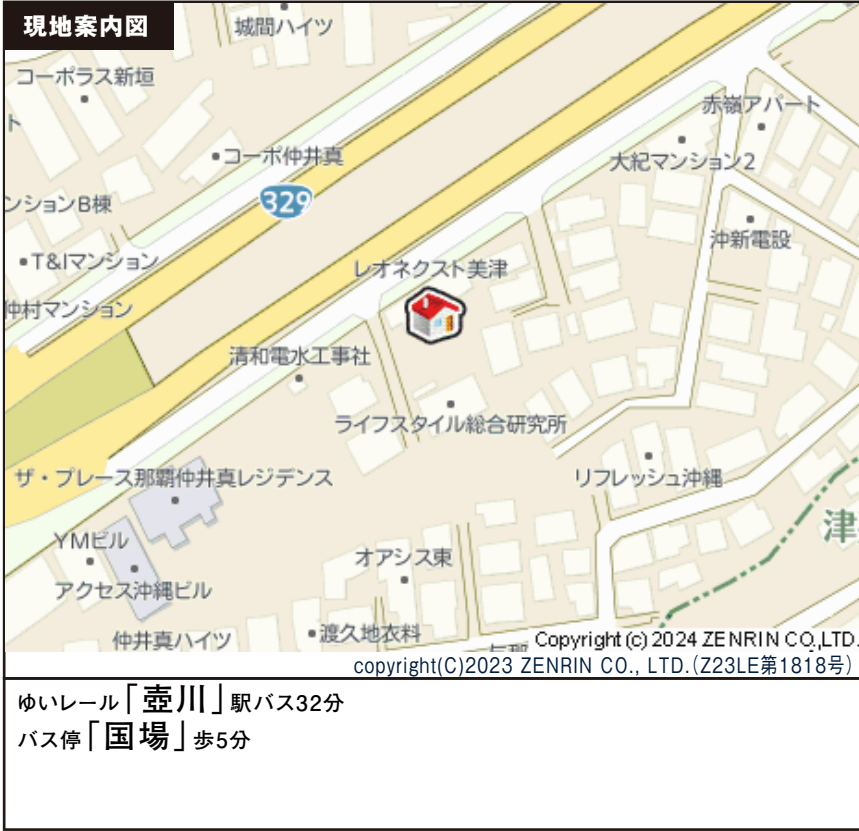 現地案内図
城間ハイツ
コーポラス新垣
ト
赤嶺アパート
コーポ仲井真
大紀マンション2
329
ンションB棟
沖新電設
T&Iマンション
レオネクスト美津
仲村マンション
清和電水工事社
ライフスタイル総合研究所
ザ・プレース那覇仲井真レジデンス
リフレッシュ沖縄
津
YMビル
オアシス東
アクセス沖縄ビル
仲井真ハイツ
渡久地衣料
Copyright (c) 2024 ZENRIN CO.,LTD.
copyright(C)2023 ZENRIN CO., LTD.(Z23LE第1818号)
ゆいレール「壺川」駅バス32分
バス停「国場」歩5分